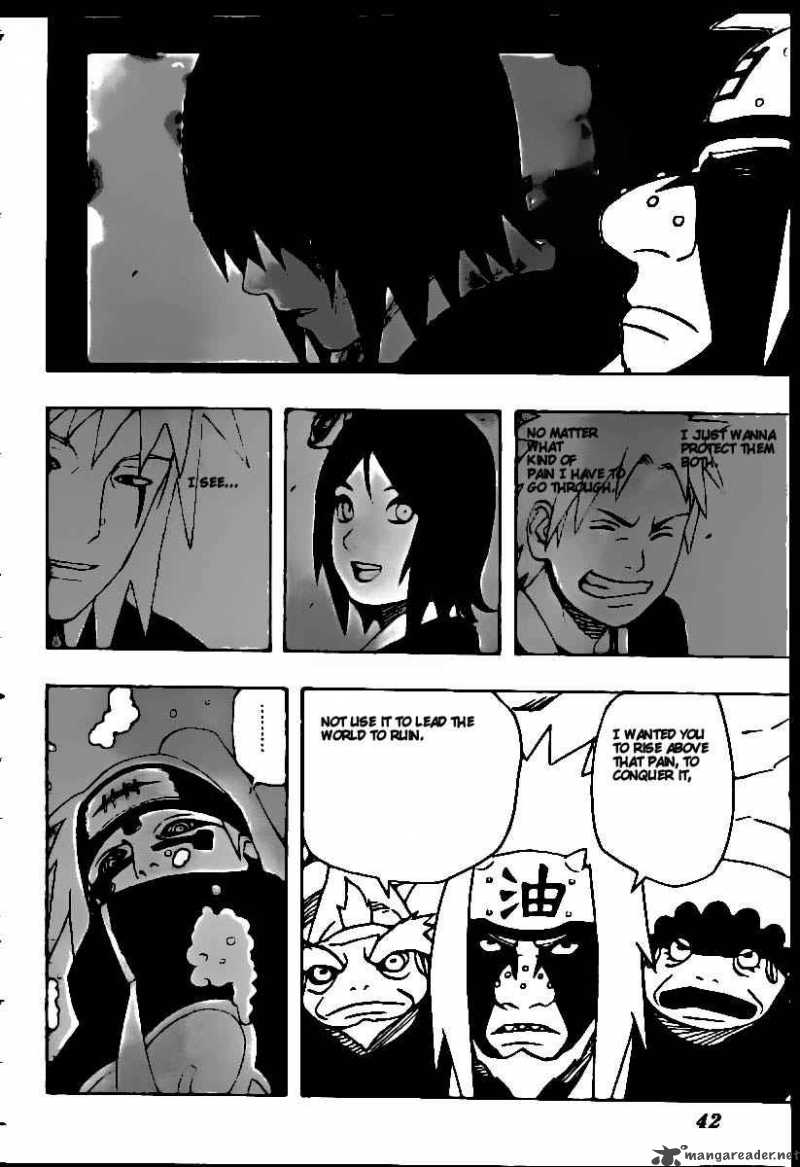 I JUST WANNA
PROTECT THEM
BOTH.
NO MATTER
WHAT
KIND OF
PAIN I HAVE TO
GO THROUGH.
I SEE...
I WANTED YOU
TO RISE ABOVE
THAT PAIN, TO
CONQUER IT,
NOT USE IT TO LEAD THE
WORLD TO RUIN.
油
.........
42
mangareader.net